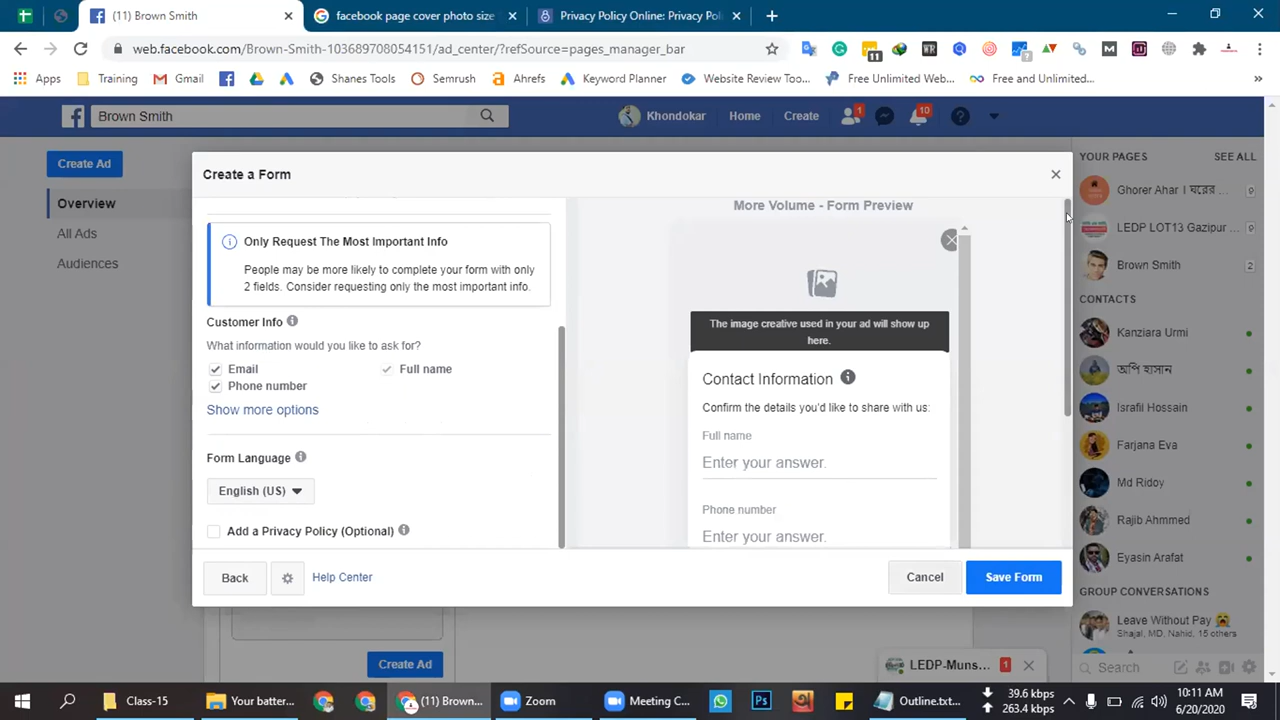 (11) Brown Smith
facebook page cover photo size
Privacy Policy Online: Privacy Pol
web.facebook.com/Brown-Smith-103689708054151/ad_center/?refSource=pages_manager_bar
11
?
Apps
Training
Gmail
Shanes Tools
Semrush
Ahrefs
Keyword Planner
Website Review Too...
Free Unlimited Web...
Free and Unlimited...
Brown Smith
Khondokar
Home
Create
1
10
Create Ad
Overview
All Ads
Audiences
Create a Form
Only Request The Most Important Info
People may be more likely to complete your form with only
2 fields. Consider requesting only the most important info.
Customer Info
What information would you like to ask for?
Email
Full name
Phone number
Show more options
Form Language
English (US)
Add a Privacy Policy (Optional)
More Volume - Form Preview
The image creative used in your ad will show up
here.
Contact Information
Confirm the details you'd like to share with us:
Full name
Enter your answer.
Phone number
Enter your answer.
Back
Help Center
Cancel
Save Form
Create Ad
YOUR PAGES
SEE ALL
Ghorer Ahar । ঘরের ...
9
LEDP LOT13 Gazipur ...
9
Brown Smith
2
CONTACTS
Kanziara Urmi
অপি হাসান
Israfil Hossain
Farjana Eva
Md Ridoy
Rajib Ahmmed
Eyasin Arafat
GROUP CONVERSATIONS
Leave Without Pay
Shajal, MD, Nahid, 15 others
LEDP-Muns...
1
Search
Class-15
Your batter...
(11) Brown...
Zoom
Meeting C...
Outline.txt...
39.6 kbps
263.4 kbps
10:11 AM
6/20/2020